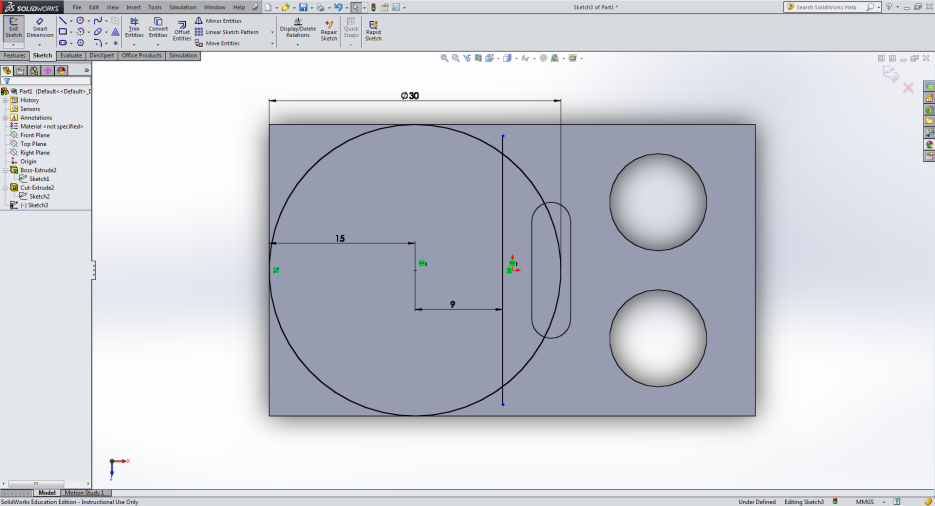 SOLIDWORKS File Edit View Insert Tools Simulation Window Help Sketch3 of Part1 * Search SolidWorks Help
Exit Sketch
Smart Dimension
Trim Entities
Convert Entities
Offset Entities
Mirror Entities
Linear Sketch Pattern
Move Entities
Display/Delete Relations
Repair Sketch
Quick Snaps
Rapid Sketch
Features Sketch Evaluate DimXpert Office Products Simulation
Part1 (Default<<Default>_D
History
Sensors
Annotations
Material <not specified>
Front Plane
Top Plane
Right Plane
Origin
Boss-Extrude2
Sketch1
Cut-Extrude2
Sketch2
(-) Sketch3
Ø30
15
9
X
Z
Model Motion Study 1
SolidWorks Education Edition - Instructional Use Only Under Defined Editing Sketch3 MMGS